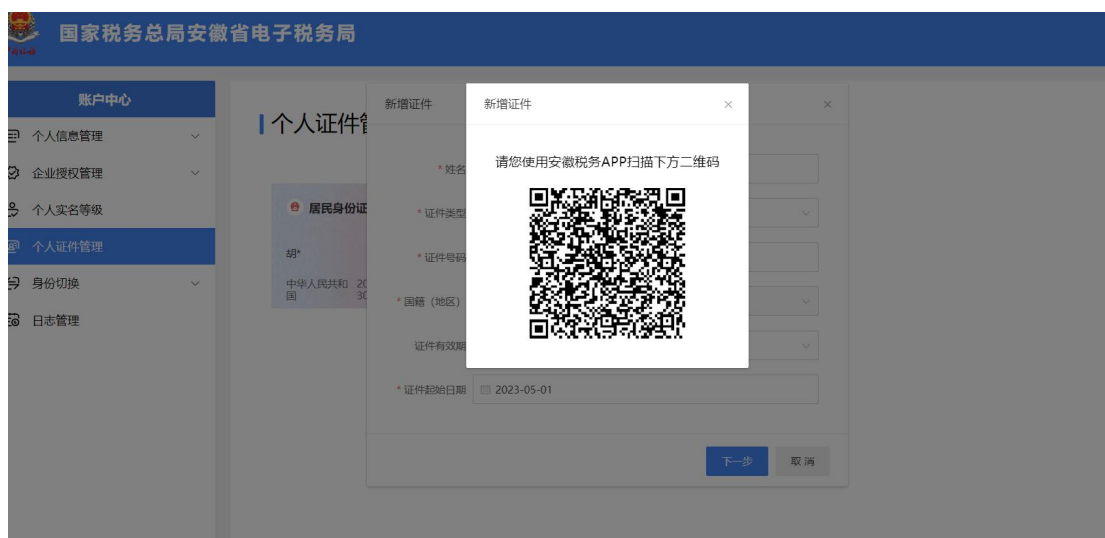 国家税务总局安徽省电子税务局
账户中心
个人信息管理
企业授权管理
个人实名等级
个人证件管理
身份切换
日志管理
个人证件管
居民身份证
胡*
中华人民共和 20
国 30
新增证件
* 姓名
* 证件类型
* 证件号码
* 国籍（地区）
证件有效期
* 证件起始日期 2023-05-01
下一步 取消
新增证件
请您使用安徽税务APP扫描下方二维码